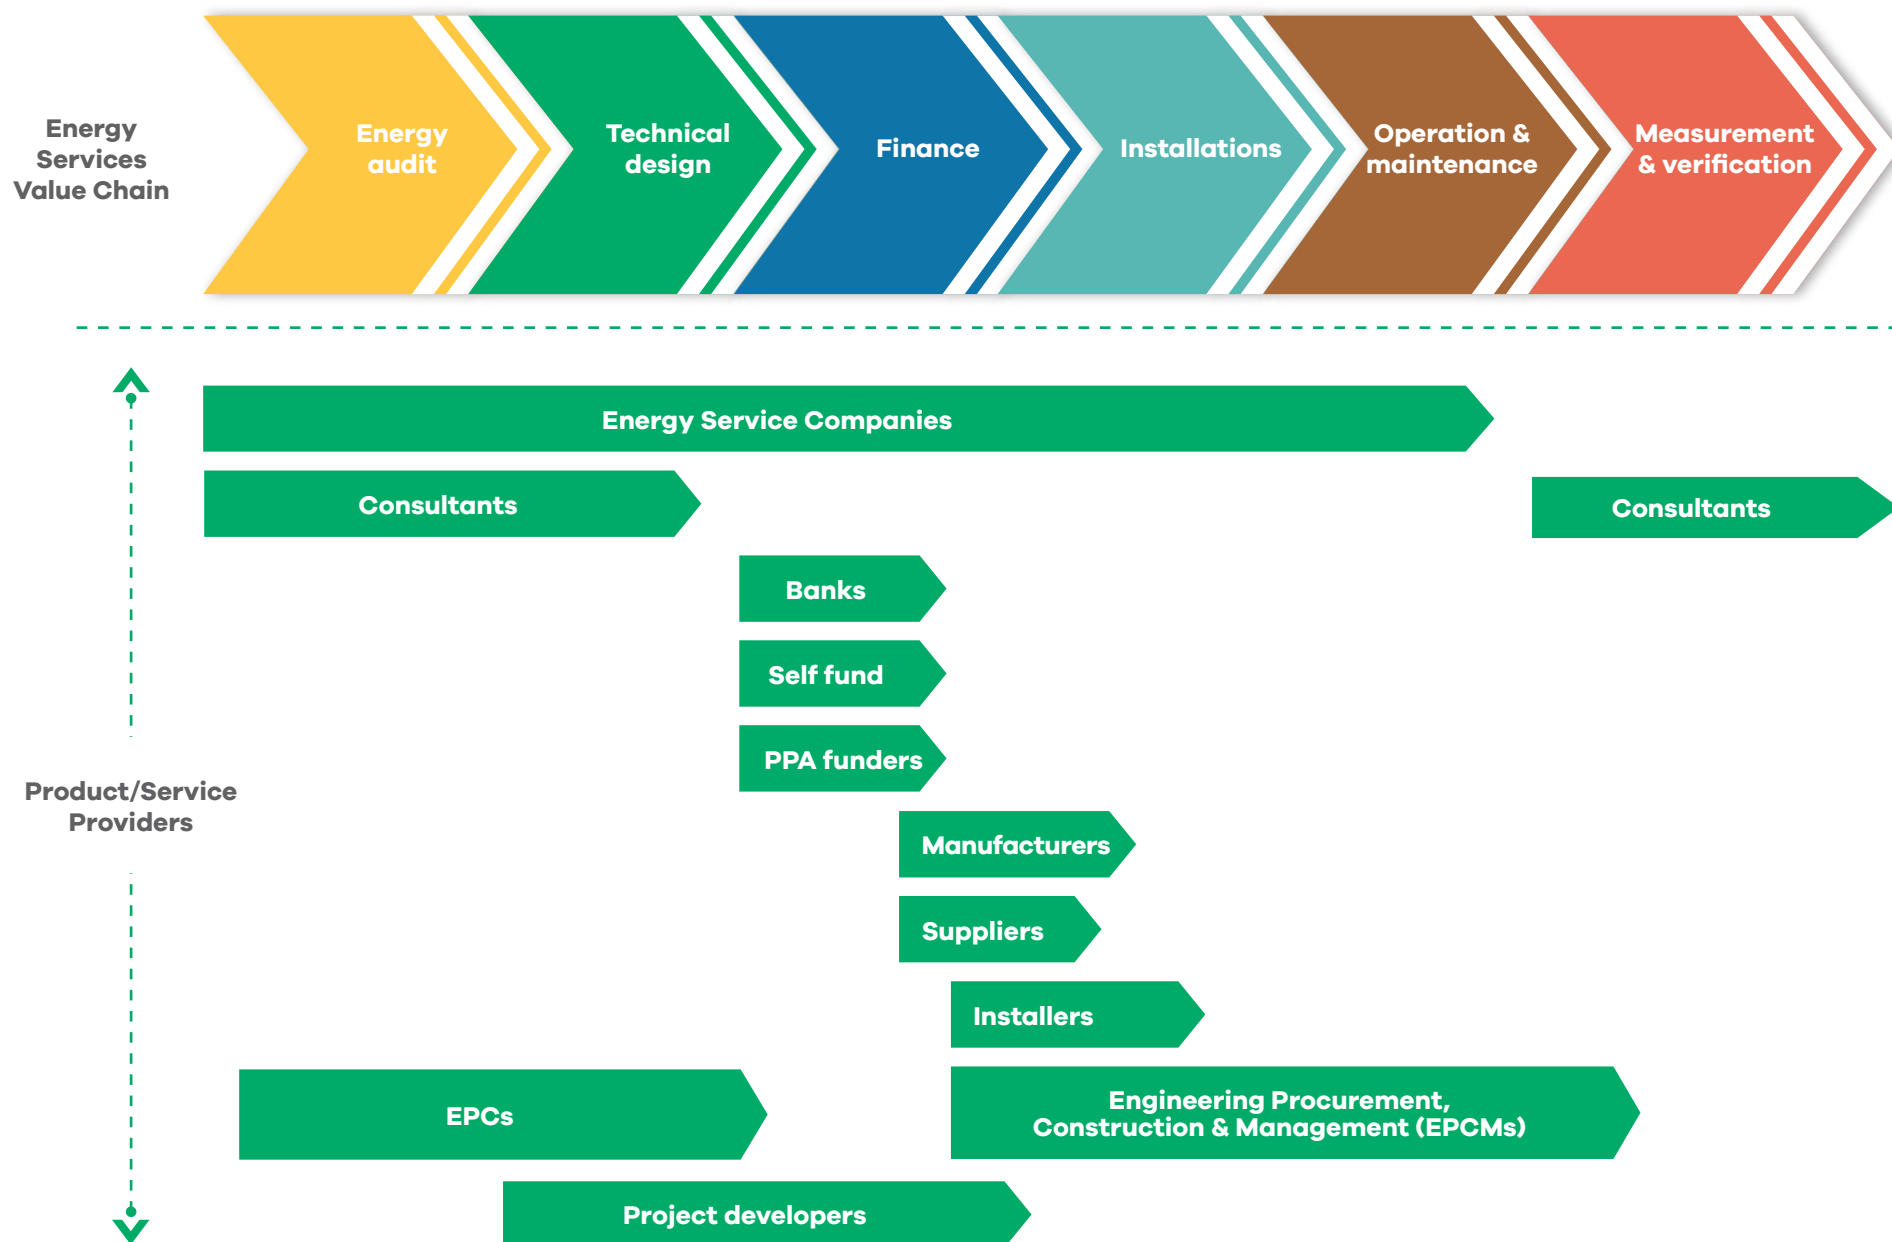 Energy
Services
Value Chain
Energy
audit
Technical
design
Finance
Installations
Operation &
maintenance
Measurement
& verification
Energy Service Companies
Consultants
Consultants
Banks
Self fund
PPA funders
Product/Service
Providers
Manufacturers
Suppliers
Installers
EPCs
Engineering Procurement,
Construction & Management (EPCMs)
Project developers